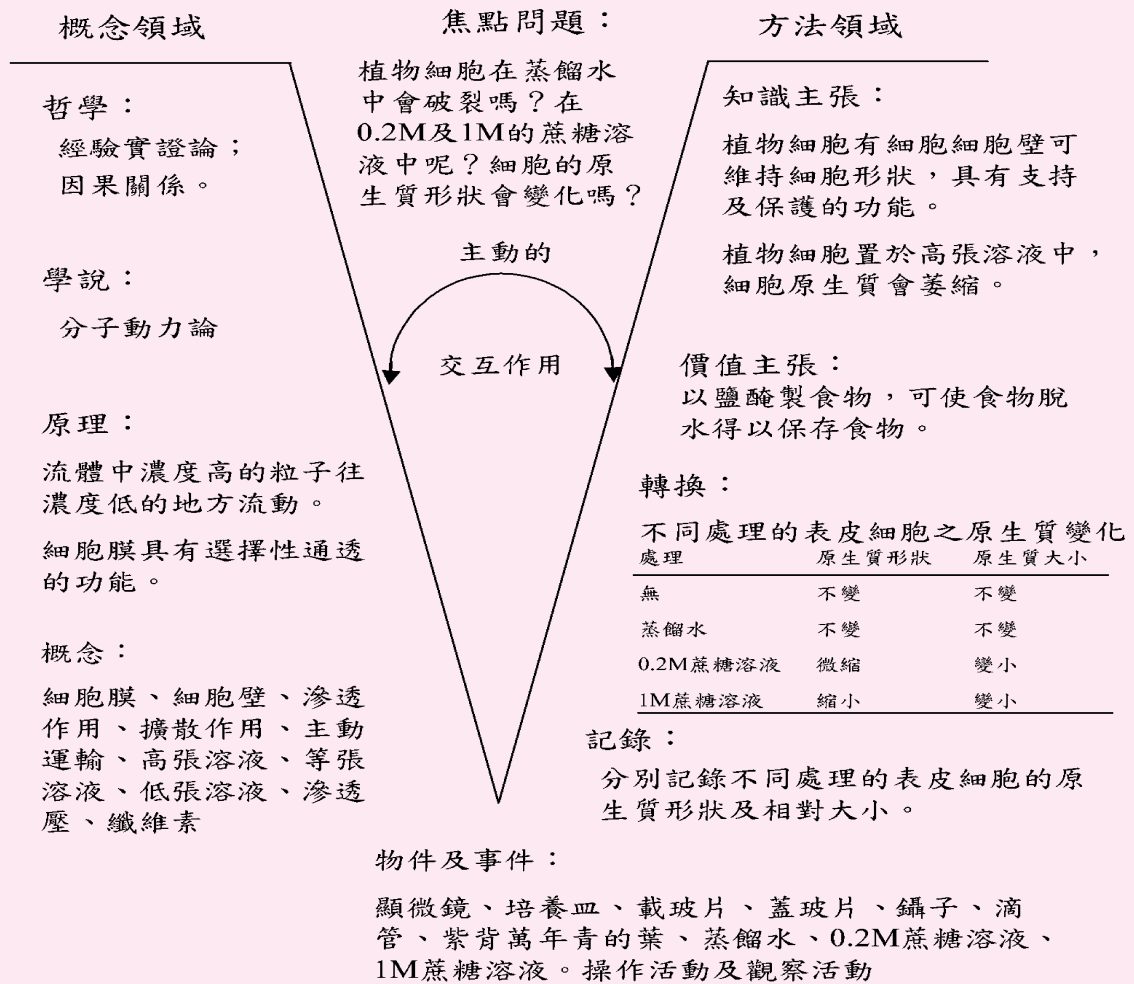 概念領域
焦點問題：
方法領域
植物細胞在蒸餾水
中會破裂嗎？在
0.2M及1M的蔗糖溶
液中呢？細胞的原
生質形狀會變化嗎？
主動的
交互作用
哲學：
經驗實證論；
因果關係。
學說：
分子動力論
原理：
流體中濃度高的粒子往
濃度低的地方流動。
細胞膜具有選擇性通透
的功能。
概念：
細胞膜、細胞壁、滲透
作用、擴散作用、主動
運輸、高張溶液、等張
溶液、低張溶液、滲透
壓、纖維素
知識主張：
植物細胞有細胞細胞壁可
維持細胞形狀，具有支持
及保護的功能。
植物細胞置於高張溶液中，
細胞原生質會萎縮。
價值主張：
以鹽醃製食物，可使食物脫
水得以保存食物。
轉換：
不同處理的表皮細胞之原生質變化
處理 原生質形狀 原生質大小
無 不變 不變
蒸餾水 不變 不變
0.2M蔗糖溶液 微縮 變小
1M蔗糖溶液 縮小 變小
記錄：
分別記錄不同處理的表皮細胞的原
生質形狀及相對大小。
物件及事件：
顯微鏡、培養皿、載玻片、蓋玻片、鑷子、滴
管、紫背萬年青的葉、蒸餾水、0.2M蔗糖溶液、
1M蔗糖溶液。操作活動及觀察活動